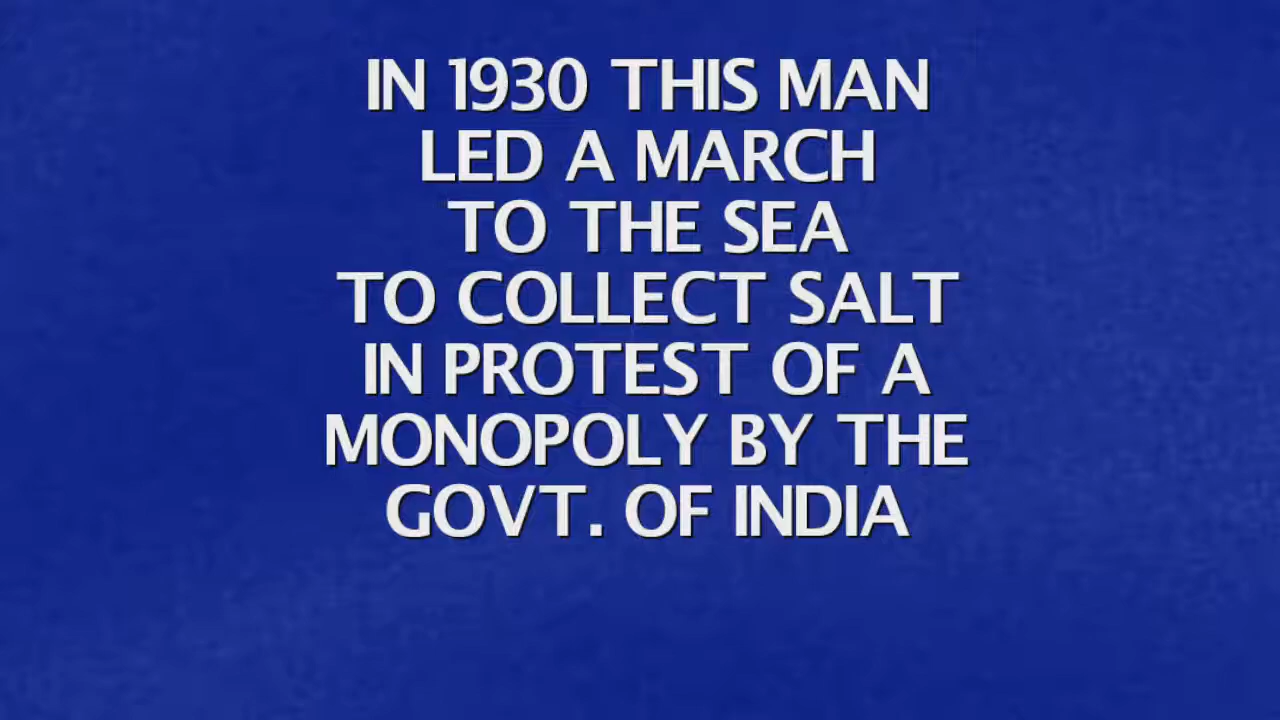 IN 1930 THIS MAN
LED A MARCH
TO THE SEA
TO COLLECT SALT
IN PROTEST OF A
MONOPOLY BY THE
GOVT. OF INDIA